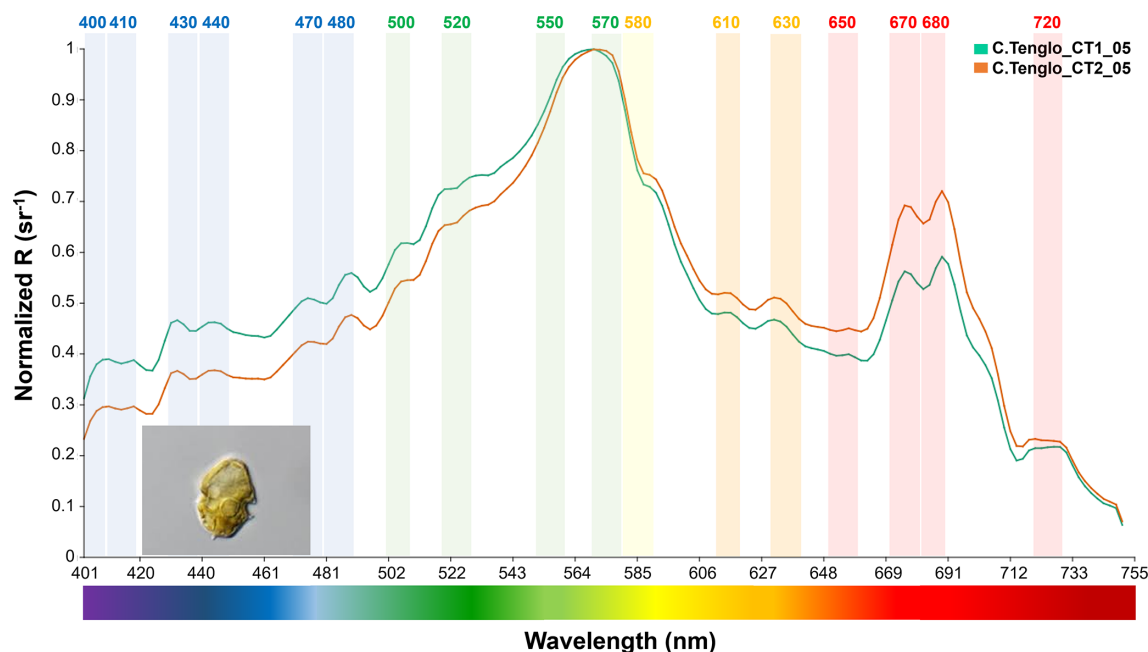 400 410 430 440 470 480 500 520 550 570 580 610 630 650 670 680 720
C.Tenglo_CT1_05
C.Tenglo_CT2_05
Normalized R (sr-1)
1
0.9
0.8
0.7
0.6
0.5
0.4
0.3
0.2
0.1
0
401 420 440 461 481 502 522 543 564 585 606 627 648 669 691 712 733 755
Wavelength (nm)